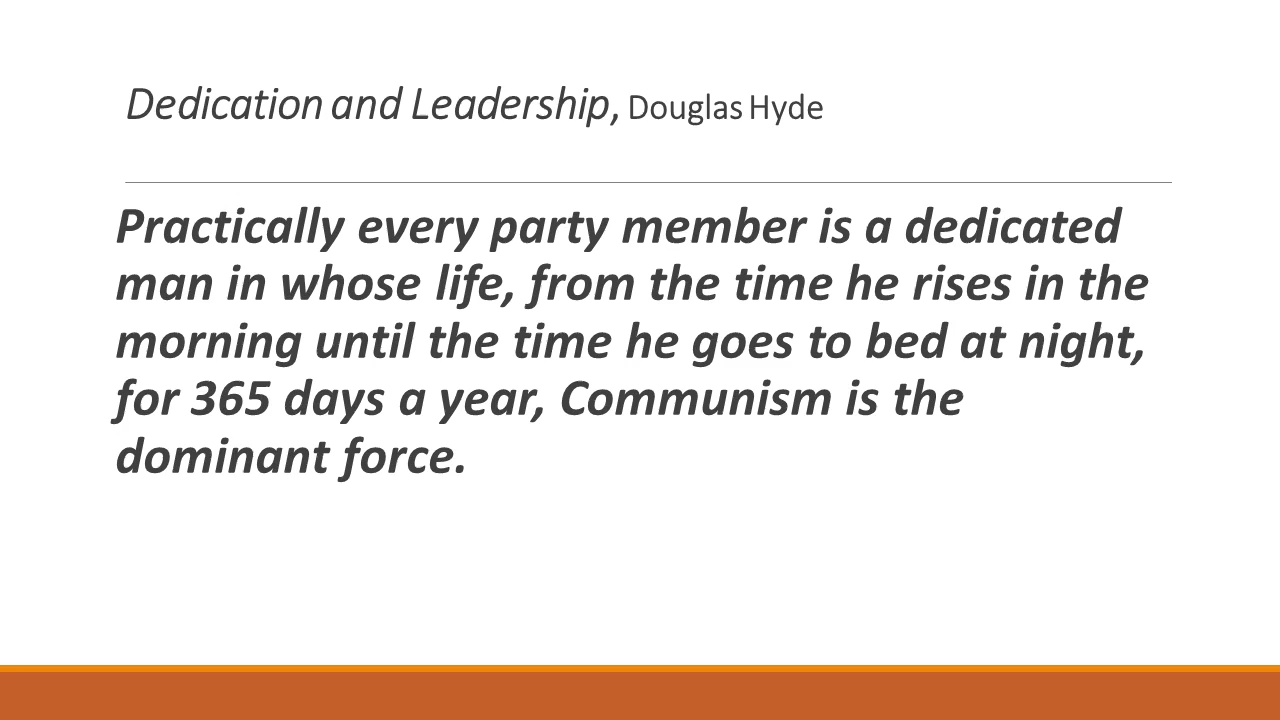 Dedication and Leadership, Douglas Hyde
Practically every party member is a dedicated
man in whose life, from the time he rises in the
morning until the time he goes to bed at night,
for 365 days a year, Communism is the
dominant force.